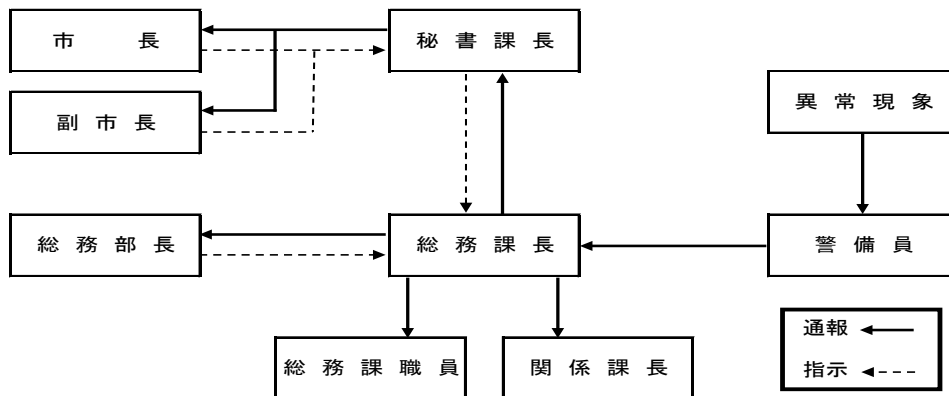 市長
秘書課長
異常現象
副市長
総務部長
総務課長
警備員
通報
指示
総務課職員
関係課長